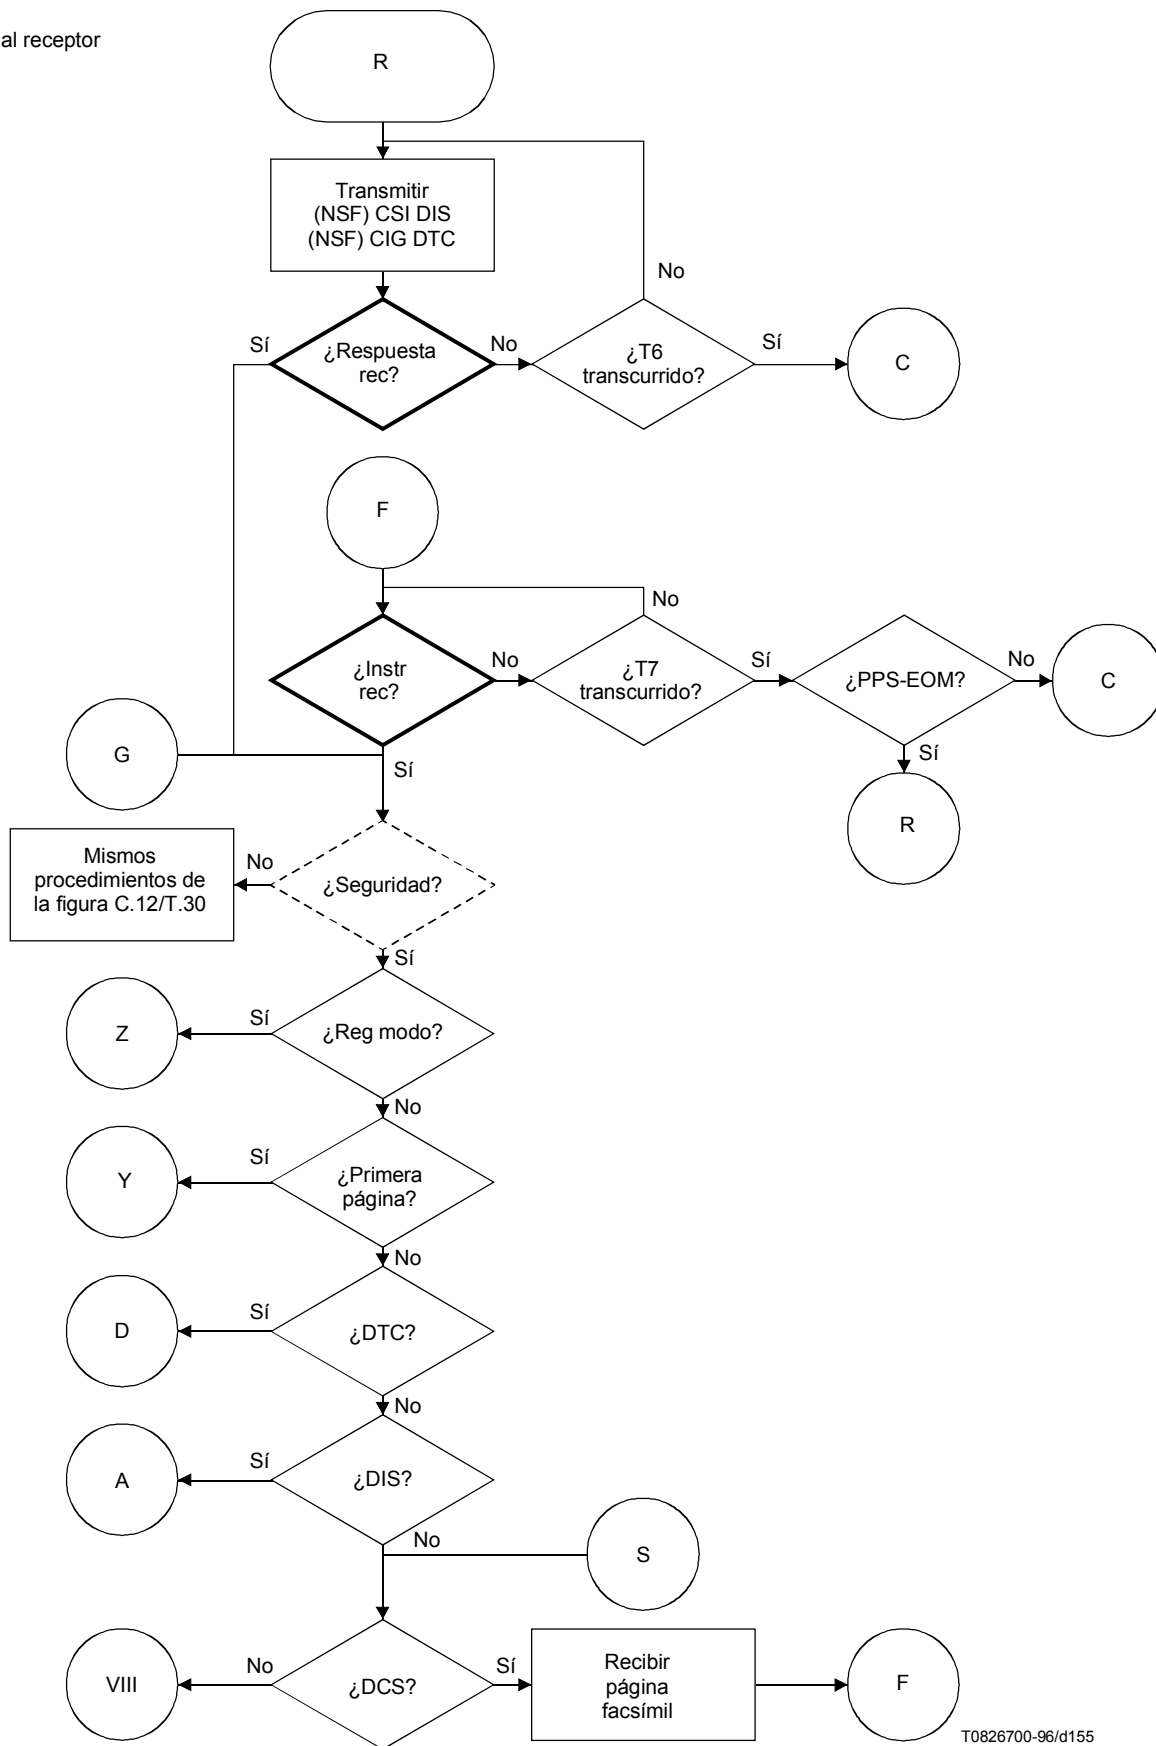 al receptor
R
Transmitir
(NSF) CSI DIS
(NSF) CIG DTC
No
Sí
¿Respuesta
rec?
No
¿T6
transcurrido?
Sí
C
F
No
¿Instr
rec?
No
¿T7
transcurrido?
Sí
¿PPS-EOM?
No
C
G
Sí
Sí
R
Mismos
procedimientos de
la figura C.12/T.30
No
¿Seguridad?
Sí
Z
Sí
¿Reg modo?
No
Y
Sí
¿Primera
página?
No
D
Sí
¿DTC?
No
A
Sí
¿DIS?
No
S
VIII
No
¿DCS?
Sí
Recibir
página
facsímil
F
T0826700-96/d155